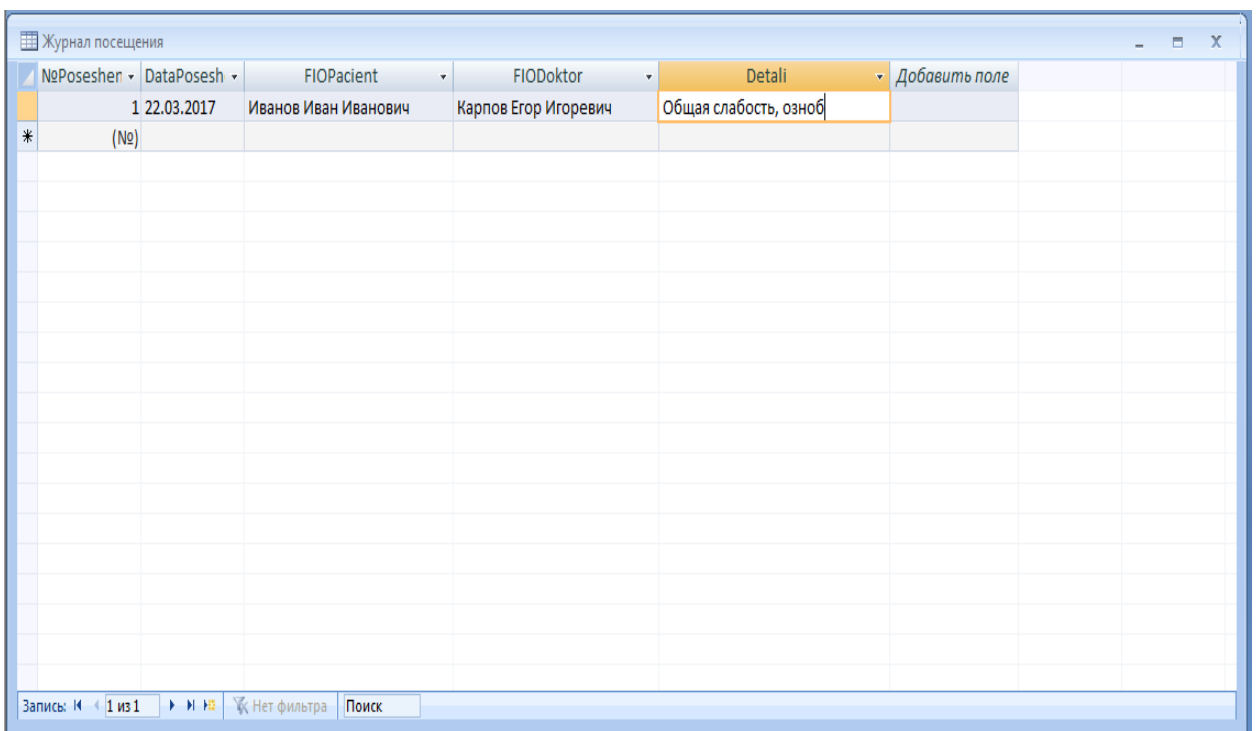 Журнал посещения
№Poseshen DataPosesh FIOPacient FIODoktor Detali Добавить поле
1 22.03.2017 Иванов Иван Иванович Карпов Егор Игоревич Общая слабость, озноб
(№)
Запись: 1 из 1 Нет фильтра Поиск